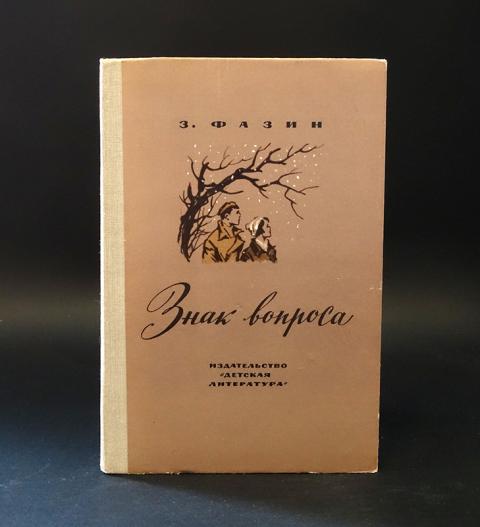 З. ФАЗИН
Знак вопроса
ИЗДАТЕЛЬСТВО
"ДЕТСКАЯ
ЛИТЕРАТУРА"